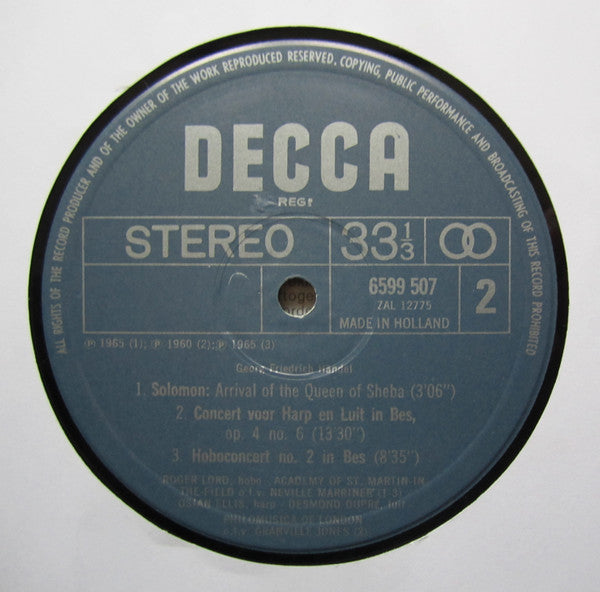 ALL RIGHTS OF THE RECORD PRODUCER AND OF THE OWNER OF THE WORK REPRODUCED RESERVED. COPYING, PUBLIC PERFORMANCE AND BROADCASTING OF THIS RECORD PROHIBITED
DECCA
REGD
STEREO 33 1/3
6599 507 2
ZAL 12775
MADE IN HOLLAND
℗ 1965 (1); ℗ 1960 (2); ℗ 1965 (3)
Georg Friedrich Handel
1. Solomon: Arrival of the Queen of Sheba (3'06")
2. Concert voor Harp en Luit in Bes,
op. 4 no. 6 (13'30")
3. Hoboconcert no. 2 in Bes (8'35")
ROGER LORD, hobo - ACADEMY OF ST. MARTIN-IN
THE-FIELD o.l.v. NEVILLE MARRINER (1 3)
OSIAN ELLIS, harp - DESMOND DUPRE, luit
PHILOMUSICA OF LONDON
o.l.v. GRANVILLE JONES (2)